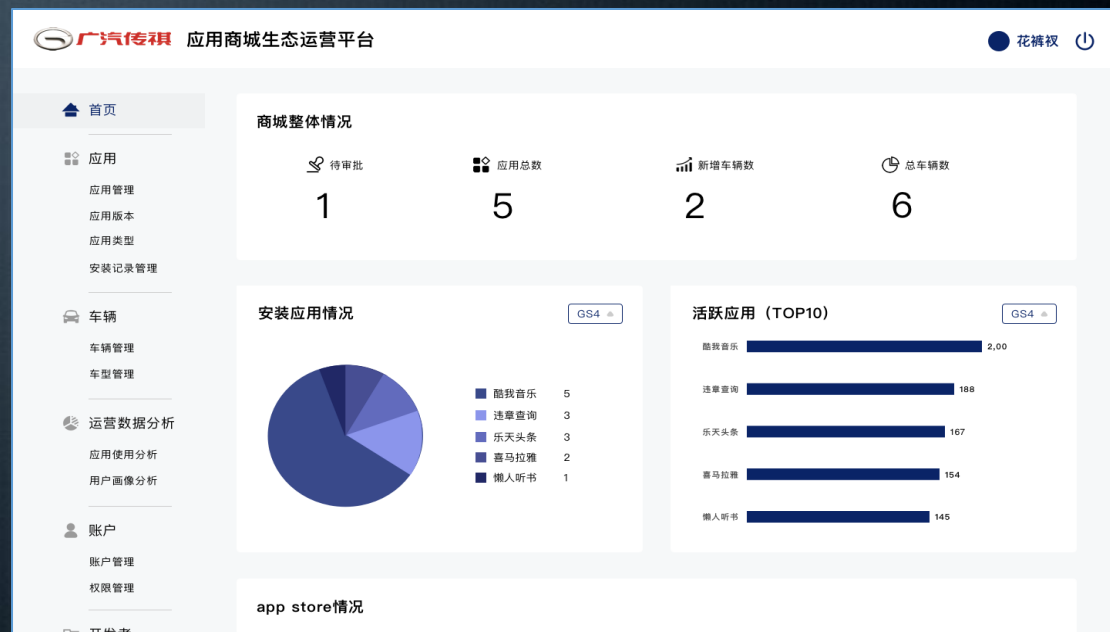 广汽传祺 应用商城生态运营平台
花裤衩
首页
应用
应用管理
应用版本
应用类型
安装记录管理
车辆
车辆管理
车型管理
运营数据分析
应用使用分析
用户画像分析
账户
账户管理
权限管理
开发者
商城整体情况
待审批 应用总数 新增车辆数 总车辆数
1 5 2 6
安装应用情况
GS4
酷我音乐 5
违章查询 3
乐天头条 3
喜马拉雅 2
懒人听书 1
活跃应用（TOP10）
GS4
酷我音乐 2,00
违章查询 188
乐天头条 167
喜马拉雅 154
懒人听书 145
app store情况